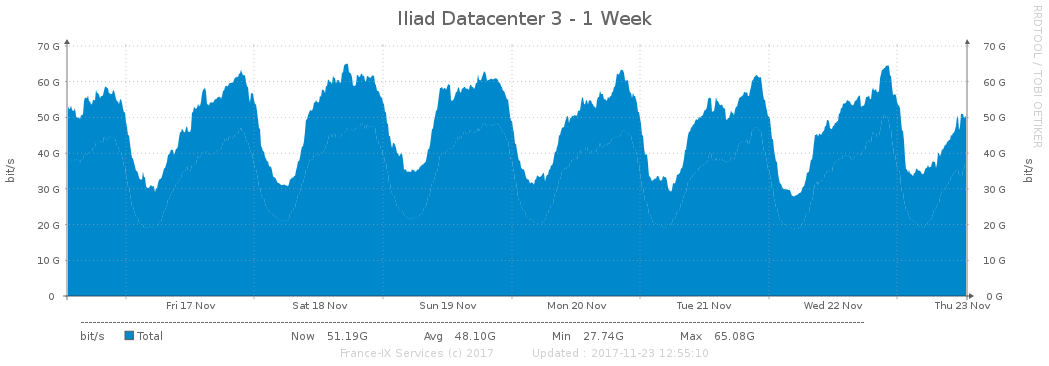 Iliad Datacenter 3 - 1 Week
RRDTOOL / TOBI OETIKER
bit/s
bit/s
70 G 70 G
60 G 60 G
50 G 50 G
40 G 40 G
30 G 30 G
20 G 20 G
10 G 10 G
0 0 G
Fri 17 Nov Sat 18 Nov Sun 19 Nov Mon 20 Nov Tue 21 Nov Wed 22 Nov Thu 23 Nov
bit/s Total Now 51.19G Avg 48.10G Min 27.74G Max 65.08G
France-IX Services (c) 2017 Updated : 2017-11-23 12:55:10